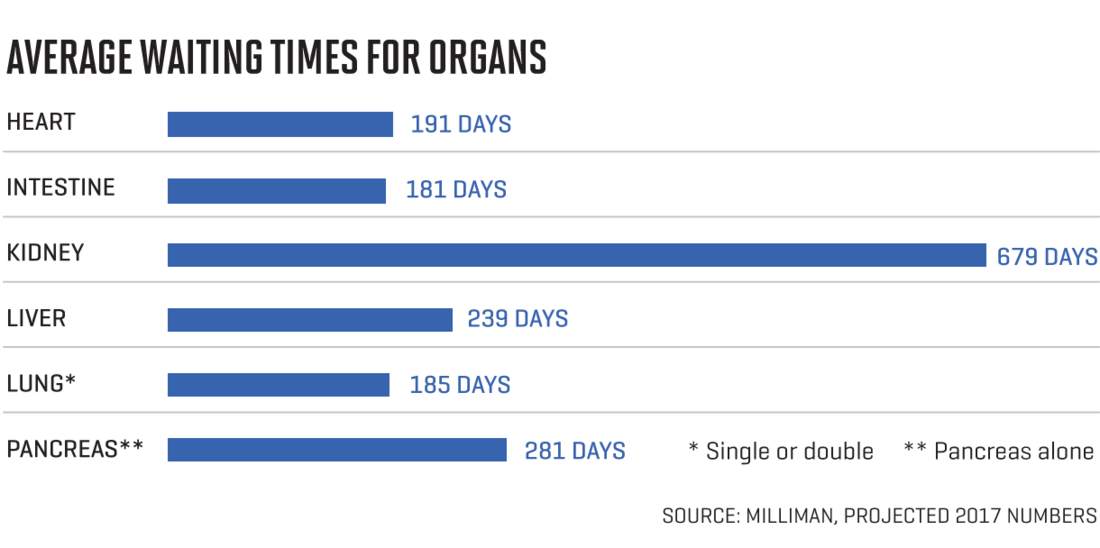 AVERAGE WAITING TIMES FOR ORGANS
HEART 191 DAYS
INTESTINE 181 DAYS
KIDNEY 679 DAYS
LIVER 239 DAYS
LUNG* 185 DAYS
PANCREAS** 281 DAYS * Single or double ** Pancreas alone
SOURCE: MILLIMAN, PROJECTED 2017 NUMBERS